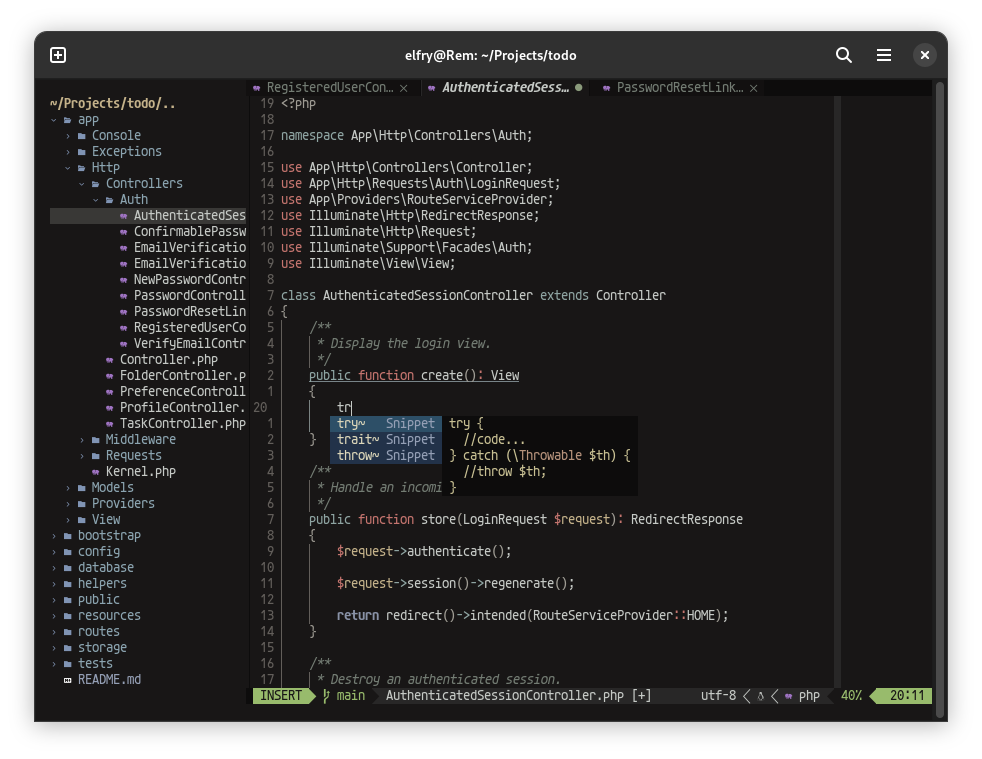 elfry@Rem: ~/Projects/todo
RegisteredUserCon… × AuthenticatedSess… ● PasswordResetLink… ×
~/Projects/todo/..
app
Console
Exceptions
Http
Controllers
Auth
AuthenticatedSes
ConfirmablePassw
EmailVerificatio
EmailVerificatio
NewPasswordContr
PasswordControll
PasswordResetLin
RegisteredUserCo
VerifyEmailContr
Controller.php
FolderController.p
PreferenceControll
ProfileController.
TaskController.php
Middleware
Requests
Kernel.php
Models
Providers
View
bootstrap
config
database
helpers
public
resources
routes
storage
tests
README.md
19 <?php
18
17 namespace App\Http\Controllers\Auth;
16
15 use App\Http\Controllers\Controller;
14 use App\Http\Requests\Auth\LoginRequest;
13 use App\Providers\RouteServiceProvider;
12 use Illuminate\Http\RedirectResponse;
11 use Illuminate\Http\Request;
10 use Illuminate\Support\Facades\Auth;
9 use Illuminate\View\View;
8
7 class AuthenticatedSessionController extends Controller
6 {
5 /**
4 * Display the login view.
3 */
2 public function create(): View
1 {
20 tr
1 try~ Snippet try {
2 } trait~ Snippet //code...
3 throw~ Snippet } catch (\Throwable $th) {
4 /** //throw $th;
5 * Handle an incomi }
6 */
7 public function store(LoginRequest $request): RedirectResponse
8 {
9 $request->authenticate();
10
11 $request->session()->regenerate();
12
13 return redirect()->intended(RouteServiceProvider::HOME);
14 }
15
16 /**
17 * Destroy an authenticated session.
INSERT main AuthenticatedSessionController.php [+] utf-8 php 40% 20:11